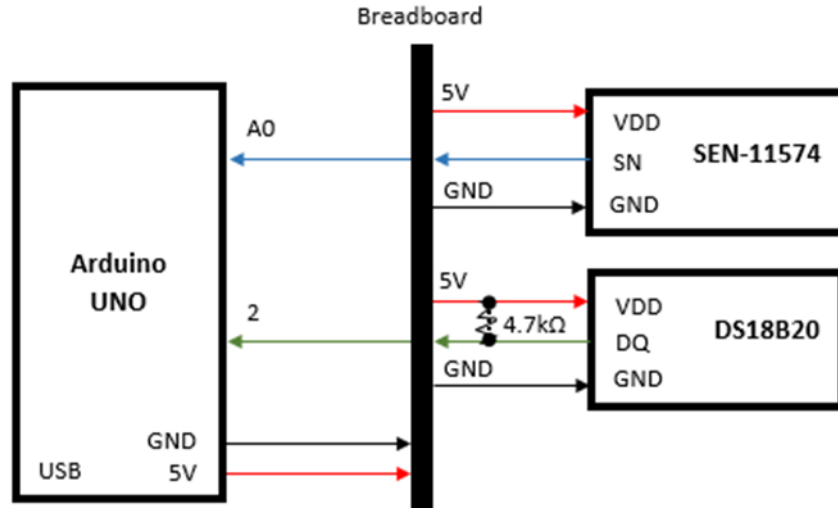 Breadboard
Arduino
UNO
A0
2
GND
USB 5V
5V
GND
VDD
SN
GND
SEN-11574
5V
4.7kΩ
GND
VDD
DQ
GND
DS18B20